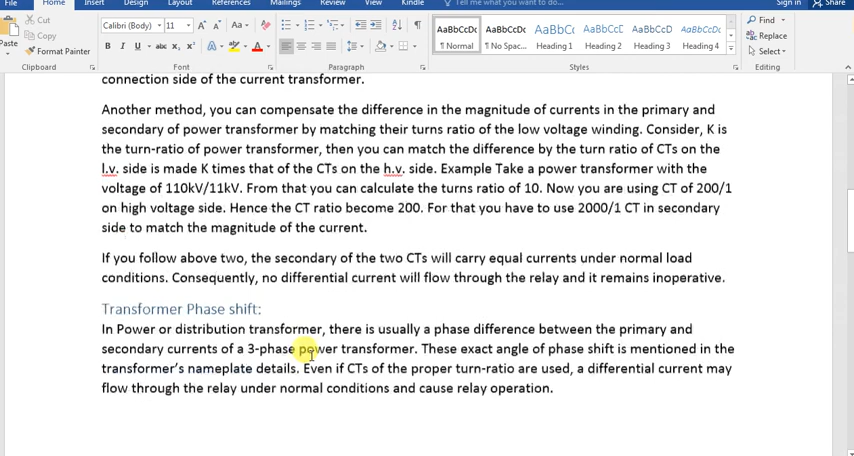 File Home Insert Design Layout References Mailings Review View Kindle Tell me what you want to do... Sign in Share
Paste Cut Copy Format Painter
Calibri (Body) 11 A A Aa A
B I U abc X₂ X² A ab A
AaBbCcDc AaBbCcDc AaBbCc AaBbCcD AaBbCcD AaBbCcDc
¶ Normal ¶ No Spac... Heading 1 Heading 2 Heading 3 Heading 4
Find Replace Select
Clipboard Font Paragraph Styles Editing
connection side of the current transformer.
Another method, you can compensate the difference in the magnitude of currents in the primary and
secondary of power transformer by matching their turns ratio of the low voltage winding. Consider, K is
the turn-ratio of power transformer, then you can match the difference by the turn ratio of CTs on the
l.v. side is made K times that of the CTs on the h.v. side. Example Take a power transformer with the
voltage of 110kV/11kV. From that you can calculate the turns ratio of 10. Now you are using CT of 200/1
on high voltage side. Hence the CT ratio become 200. For that you have to use 2000/1 CT in secondary
side to match the magnitude of the current.
If you follow above two, the secondary of the two CTs will carry equal currents under normal load
conditions. Consequently, no differential current will flow through the relay and it remains inoperative.
Transformer Phase shift:
In Power or distribution transformer, there is usually a phase difference between the primary and
secondary currents of a 3-phase power transformer. These exact angle of phase shift is mentioned in the
transformer's nameplate details. Even if CTs of the proper turn-ratio are used, a differential current may
flow through the relay under normal conditions and cause relay operation.